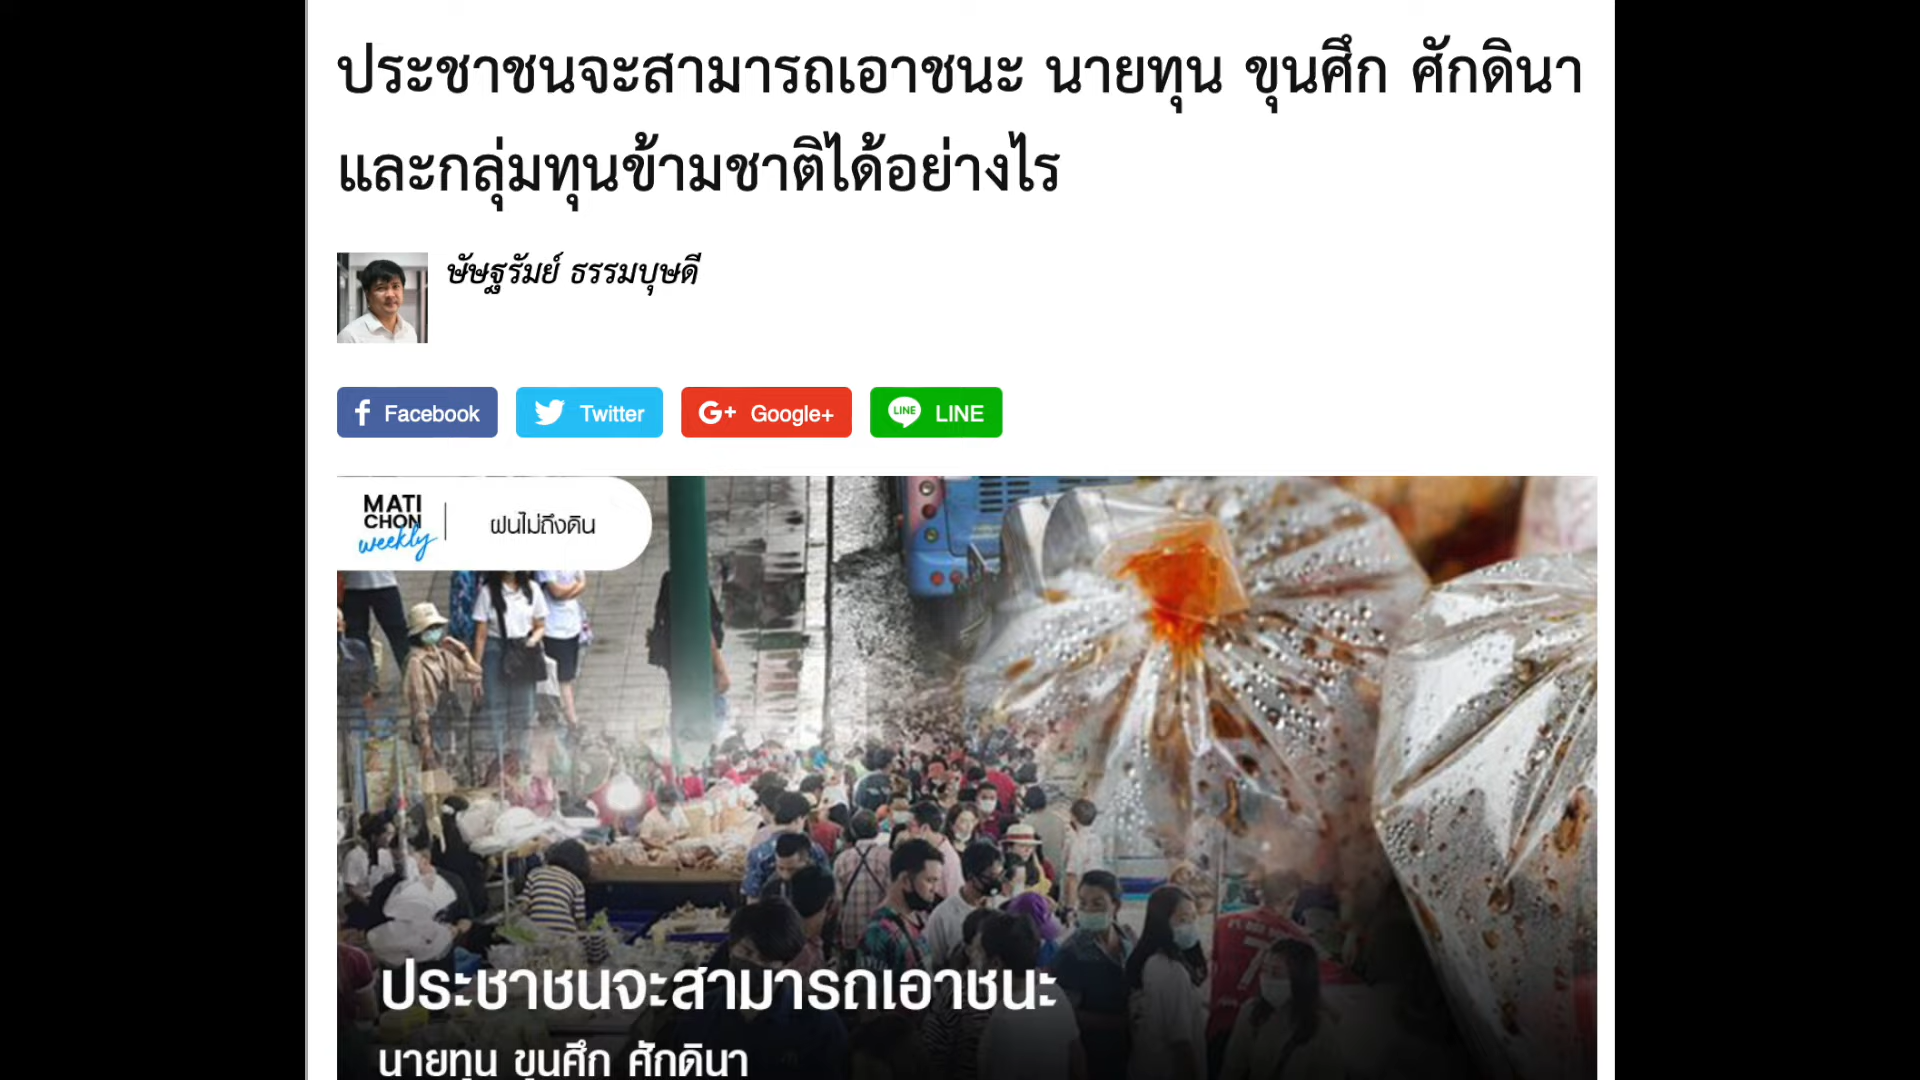 ประชาชนจะสามารถเอาชนะ นายทุน ขุนศึก ศักดินา
และกลุ่มทุนข้ามชาติได้อย่างไร
ษัษฐรัมย์ ธรรมบุษดี
Facebook
Twitter
G+ Google+
LINE LINE
MATI
CHON
weekly
ฝนไม่ถึงดิน
ประชาชนจะสามารถเอาชนะ
นายทุน ขุนศึก ศักดินา